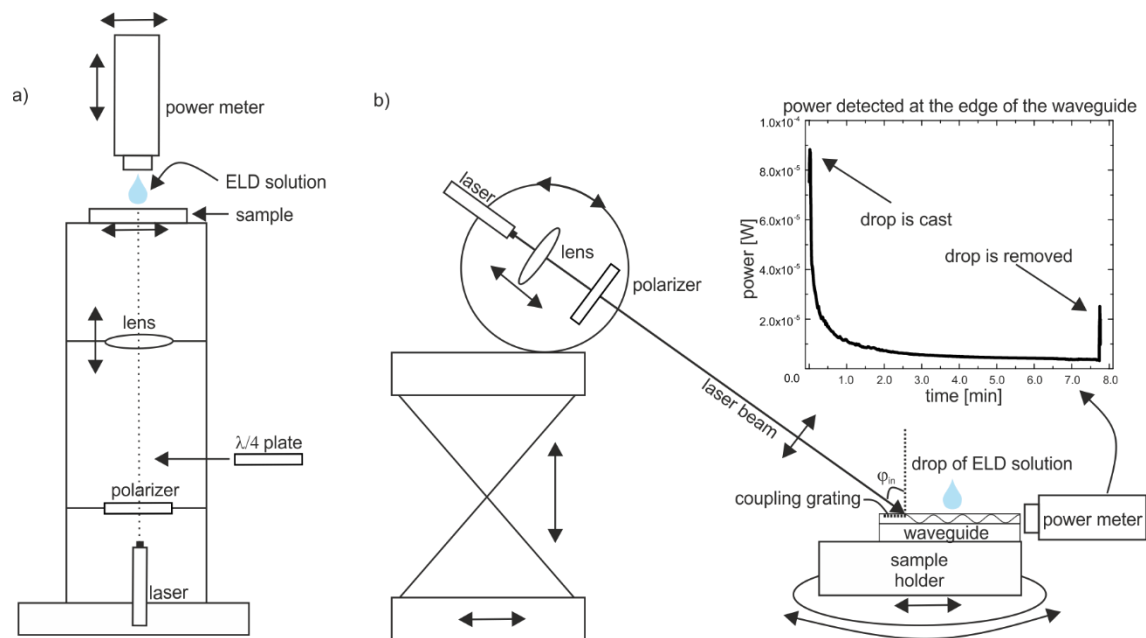 a)
power meter
ELD solution
sample
lens
λ/4 plate
polarizer
laser
b)
laser
lens
polarizer
laser beam
φin
coupling grating
drop of ELD solution
waveguide
power meter
sample
holder
power detected at the edge of the waveguide
1.0x10⁻⁴
8.0x10⁻⁵
6.0x10⁻⁵
4.0x10⁻⁵
2.0x10⁻⁵
0.0
power [W]
drop is cast
drop is removed
0.0 1.0 2.0 3.0 4.0 5.0 6.0 7.0 8.0
time [min]